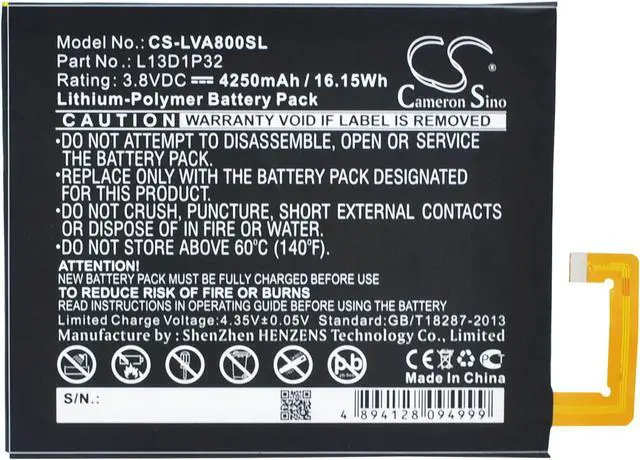 Model No.: CS-LVA800SL
Part No.: L13D1P32
Rating: 3.8VDC 4250mAh / 16.15Wh
Lithium-Polymer Battery Pack
Cameron Sino
CAUTION WARRANTY VOID IF SEAL IS REMOVED!
•DO NOT ATTEMPT TO DISASSEMBLE, OPEN OR SERVICE
THE BATTERY PACK.
•REPLACE ONLY WITH THE BATTERY PACK DESIGNATED
FOR THIS PRODUCT.
•DO NOT CRUSH, PUNCTURE, SHORT EXTERNAL CONTACTS
OR DISPOSE OF IN FIRE OR WATER.
•DO NOT STORE ABOVE 60°C (140°F).
ATTENTION!
NEW BATTERY PACK MUST BE FULLY CHARGED BEFORE USE
TO REDUCE RISK OF FIRE OR BURNS
READ INSTRUCTIONS IN OPERATING GUIDE BEFORE USING BATTERY
Limited Charge Voltage:4.35V±0.05V Standard:GB/T18287-2013
Manufacture by: ShenZhen HENZENS Technology Co., Limited
Pb
CE PS E
Made In China
S/N:
4 894128 094999